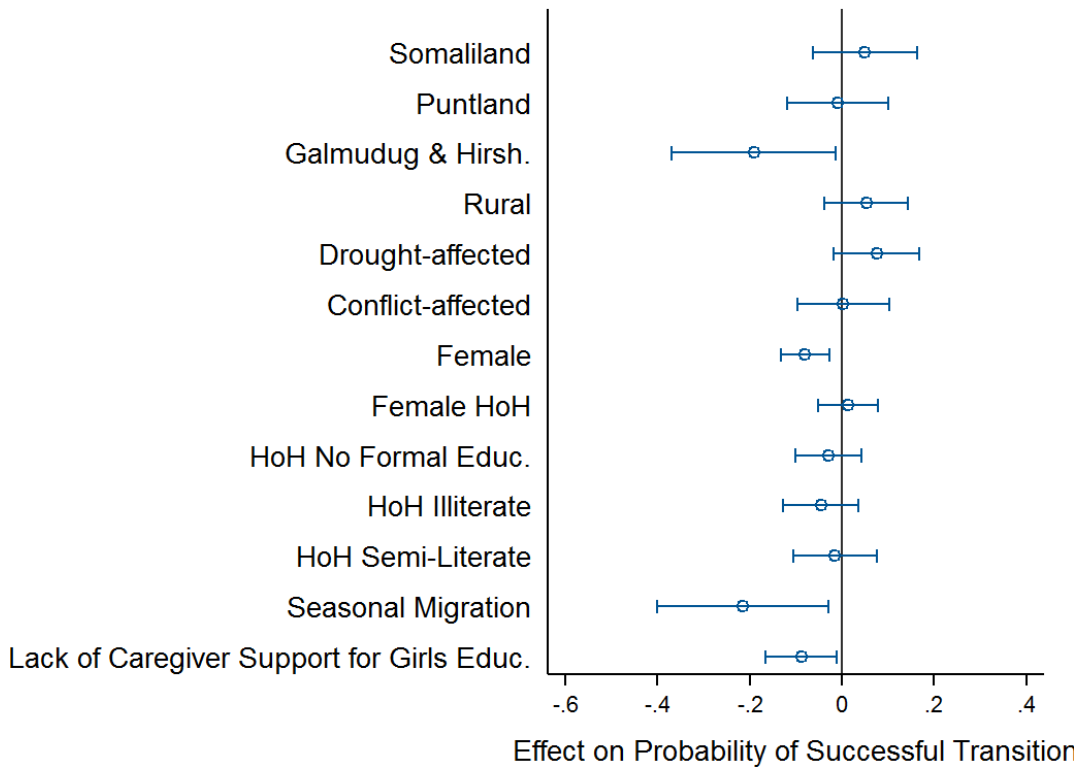 Somaliland
Puntland
Galmudug & Hirsh.
Rural
Drought-affected
Conflict-affected
Female
Female HoH
HoH No Formal Educ.
HoH Illiterate
HoH Semi-Literate
Seasonal Migration
Lack of Caregiver Support for Girls Educ.
-.6 -.4 -.2 0 .2 .4
Effect on Probability of Successful Transition